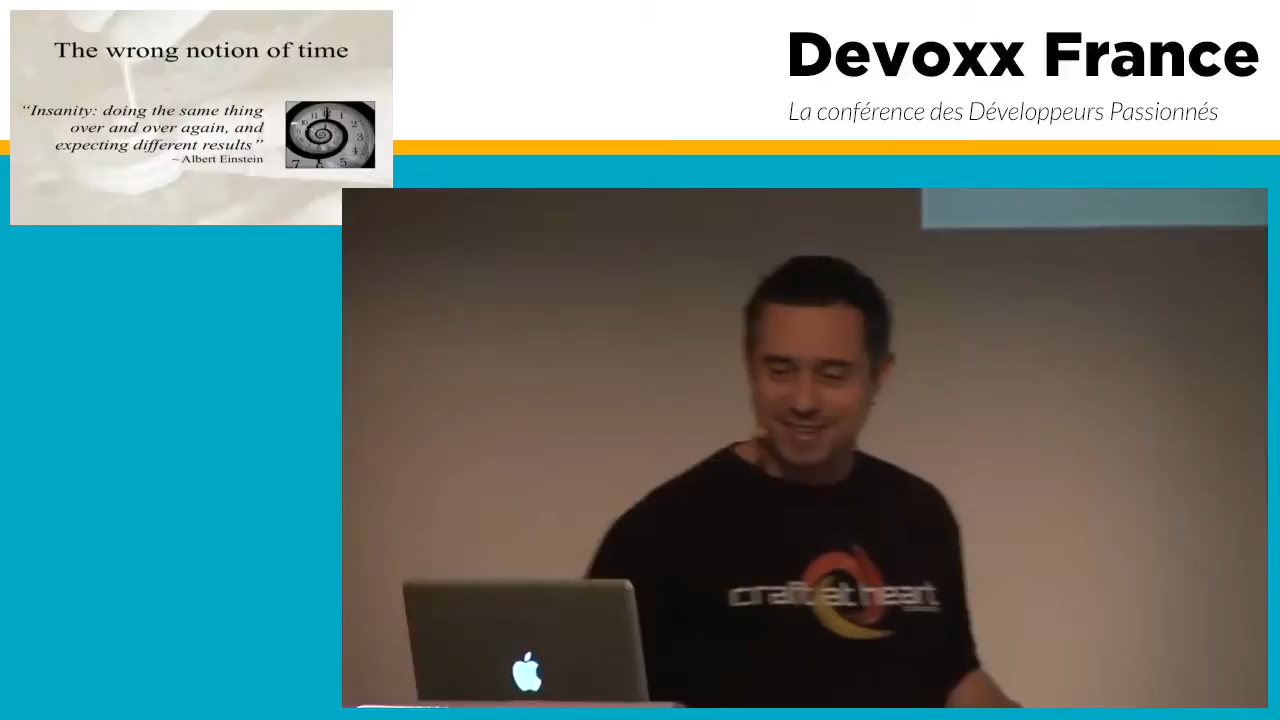 The wrong notion of time
“Insanity: doing the same thing
over and over again, and
expecting different results”
~ Albert Einstein
Devoxx France
La conférence des Développeurs Passionnés
craft at heart